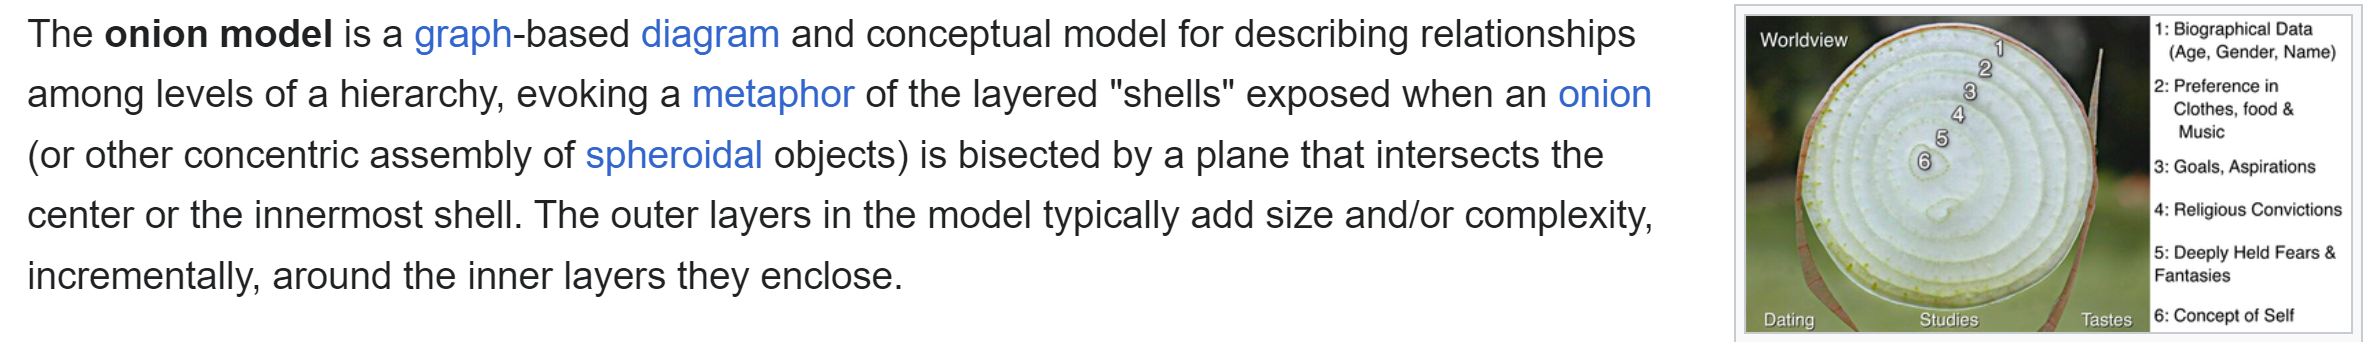 The onion model is a graph-based diagram and conceptual model for describing relationships
among levels of a hierarchy, evoking a metaphor of the layered "shells" exposed when an onion
(or other concentric assembly of spheroidal objects) is bisected by a plane that intersects the
center or the innermost shell. The outer layers in the model typically add size and/or complexity,
incrementally, around the inner layers they enclose.
Worldview
1
2
3
4
5
6
Dating
Studies
Tastes
1: Biographical Data
(Age, Gender, Name)
2: Preference in
Clothes, food &
Music
3: Goals, Aspirations
4: Religious Convictions
5: Deeply Held Fears &
Fantasies
6: Concept of Self